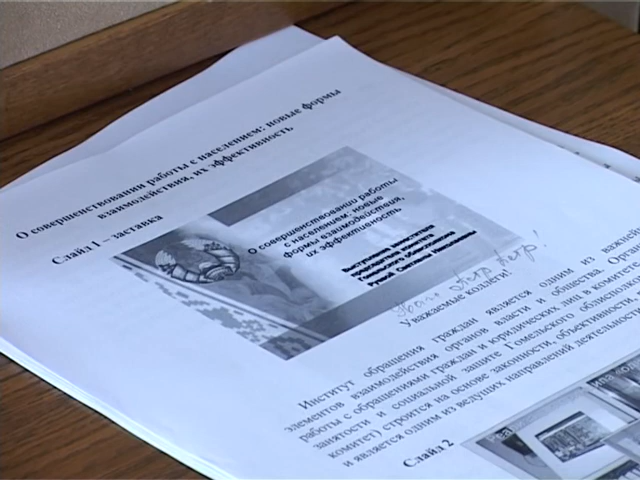 О совершенствовании работы с населением: новые формы
взаимодействия, их эффективность
Слайд 1 – заставка
О совершенствовании работы
с населением: новые
формы взаимодействия,
их эффективность
Уважаемые коллеги!
Институт обращения граждан является одним из важней
элементов взаимодействия органов власти и общества. Орган
работы с обращениями граждан и юридических лиц в комитете
занятости и социальной защите Гомельского облисполко
комитет) строится на основе законности, объективности и
и является одним из ведущих направлений деятельност
Слайд 2